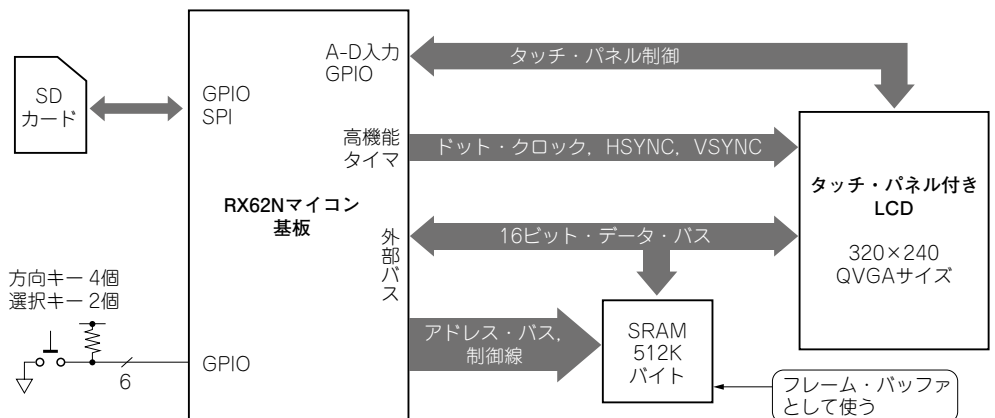 SD
カード
GPIO
SPI
A-D入力
GPIO
高機能
タイマ
RX62Nマイコン
基板
外部バス
GPIO
方向キー 4個
選択キー 2個
6
タッチ・パネル制御
ドット・クロック，HSYNC，VSYNC
16ビット・データ・バス
アドレス・バス，
制御線
タッチ・パネル付き
LCD
320×240
QVGAサイズ
SRAM
512K
バイト
フレーム・バッファ
として使う